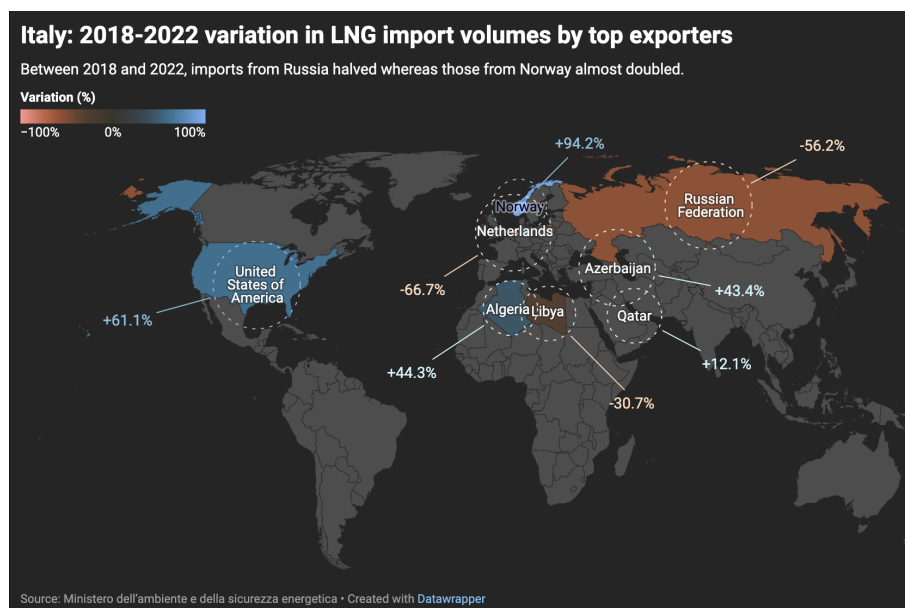 Italy: 2018-2022 variation in LNG import volumes by top exporters
Between 2018 and 2022, imports from Russia halved whereas those from Norway almost doubled.
Variation (%)
−100% 0% 100%
+94.2%
-56.2%
Norway
Russian
Federation
Netherlands
United
States of
America
Azerbaijan
-66.7%
+43.4%
+61.1%
Algeria
Libya
Qatar
+44.3%
+12.1%
-30.7%
Source: Ministero dell'ambiente e della sicurezza energetica • Created with Datawrapper